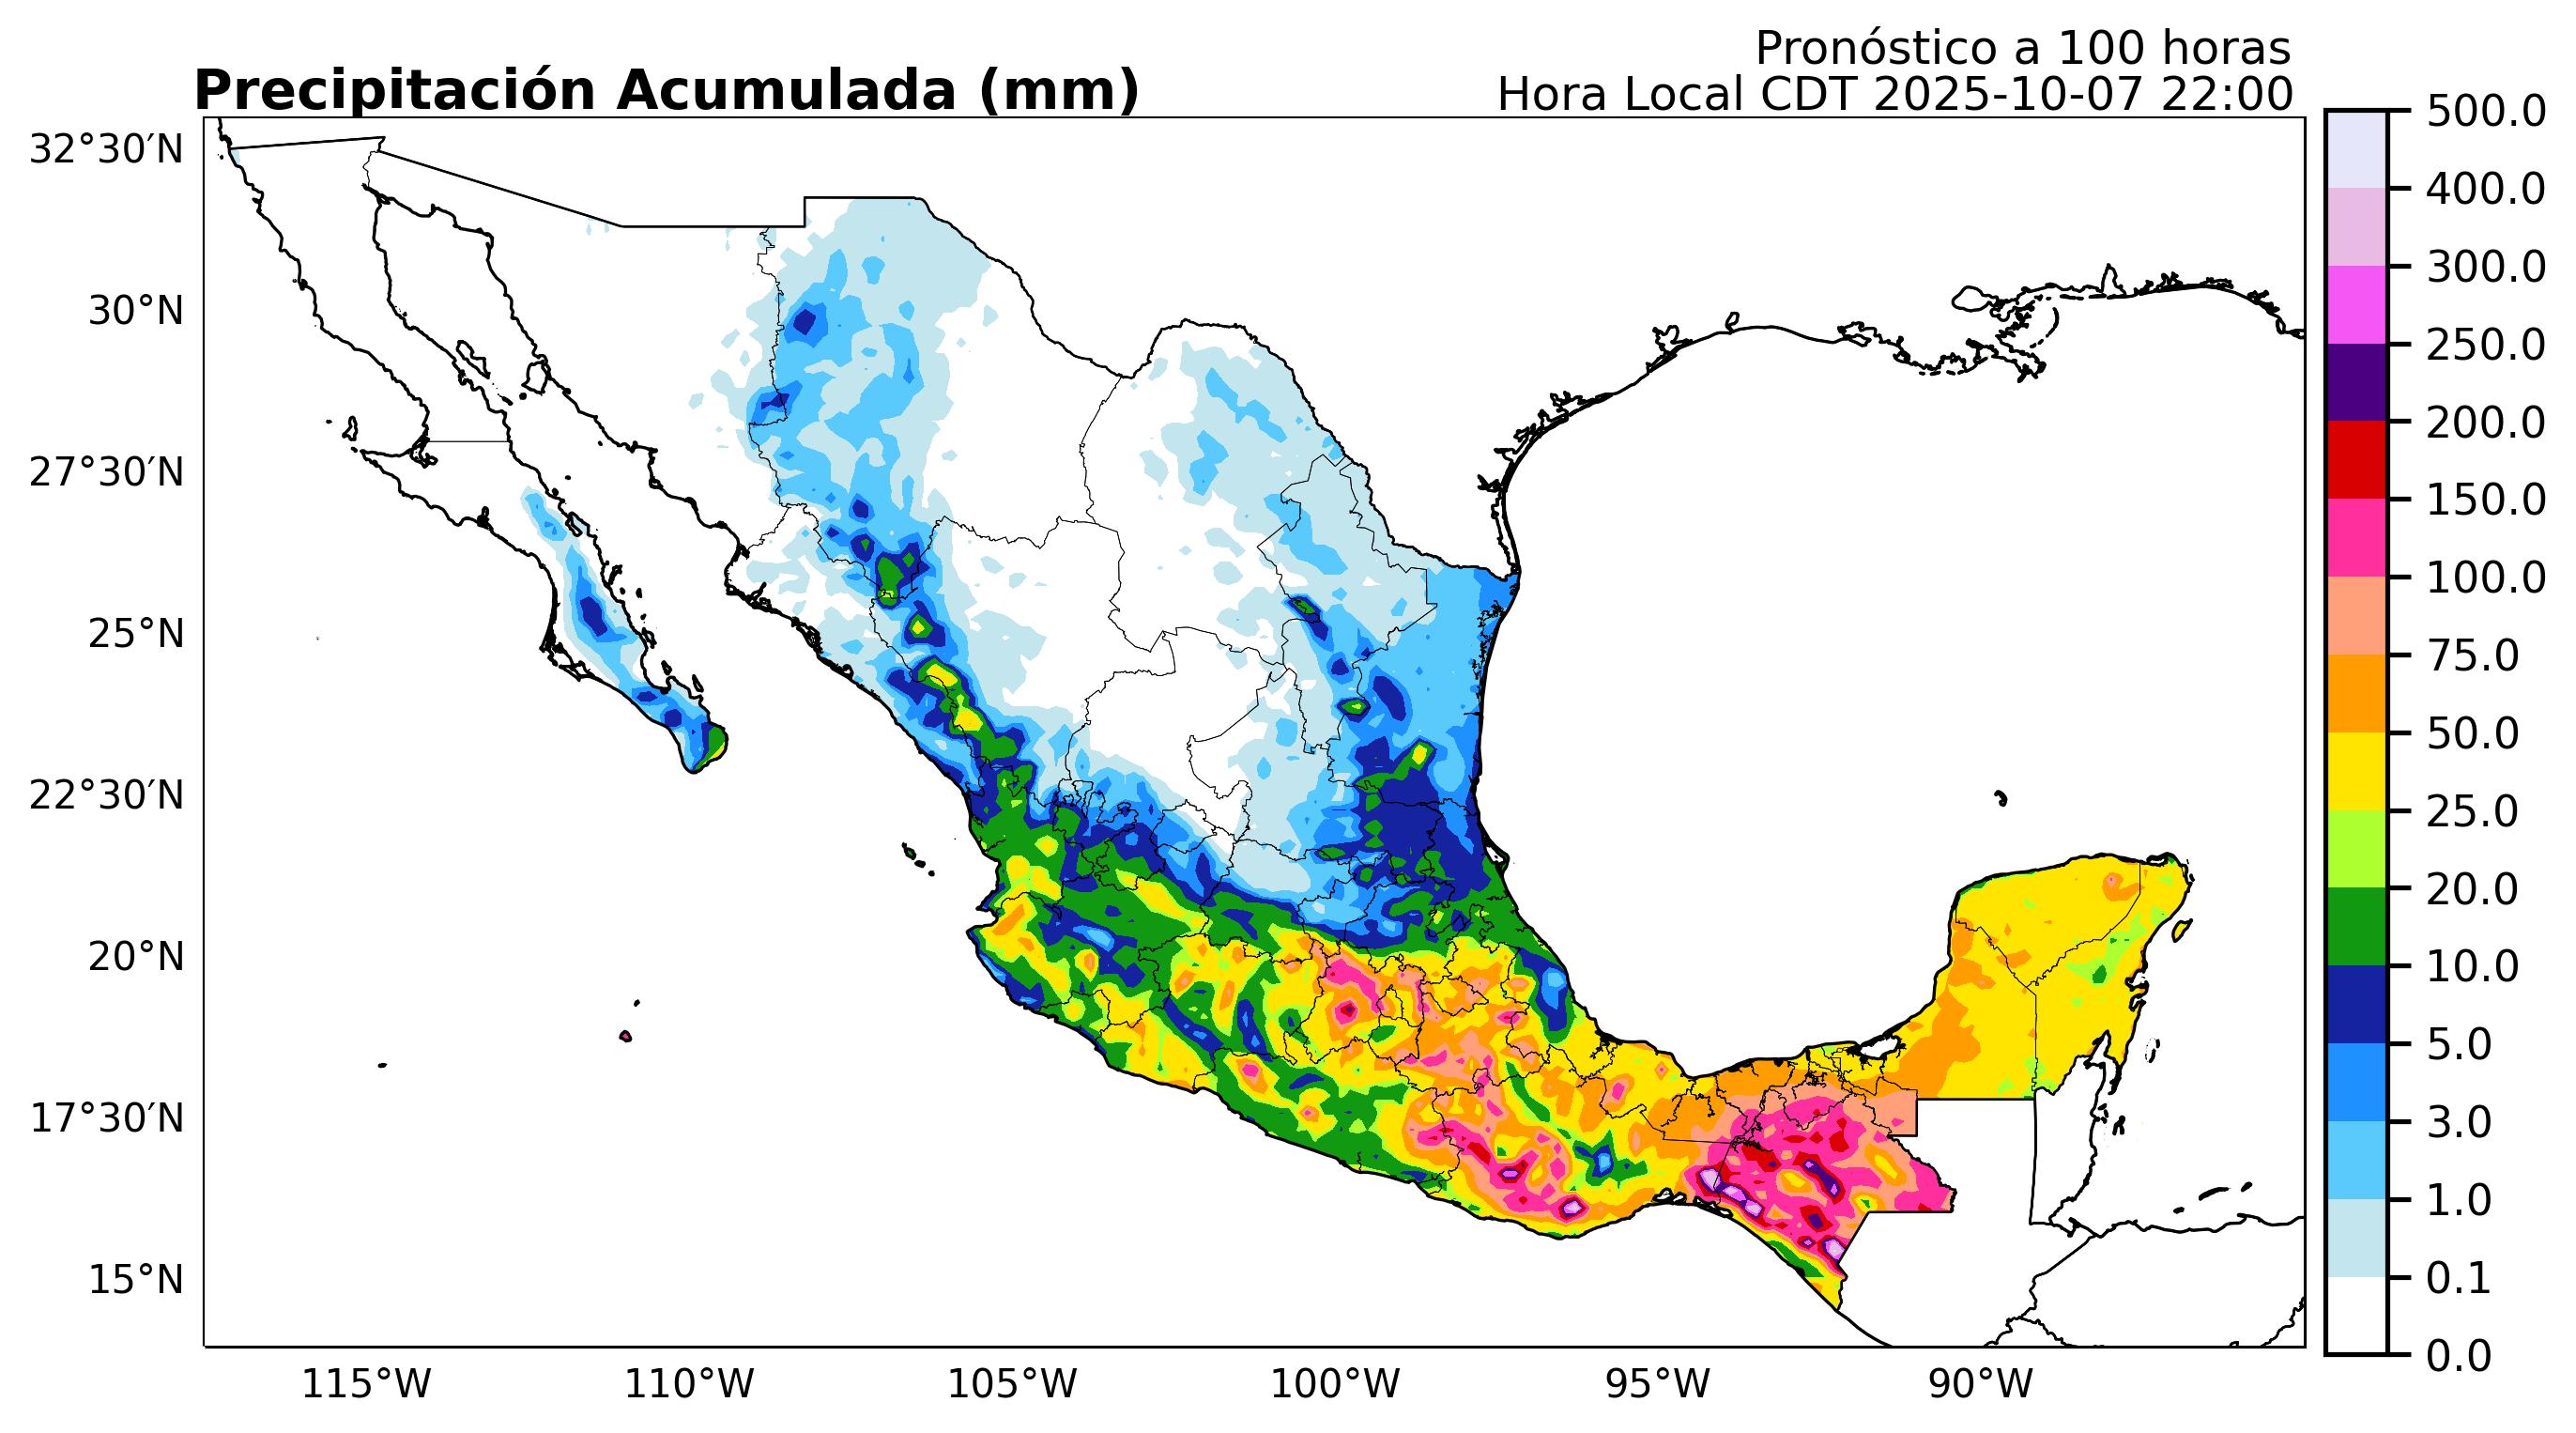 Pronóstico a 100 horas
Precipitación Acumulada (mm)
Hora Local CDT 2025-10-07 22:00
32°30′N
30°N
27°30′N
25°N
22°30′N
20°N
17°30′N
15°N
115°W
110°W
105°W
100°W
95°W
90°W
500.0
400.0
300.0
250.0
200.0
150.0
100.0
75.0
50.0
25.0
20.0
10.0
5.0
3.0
1.0
0.1
0.0